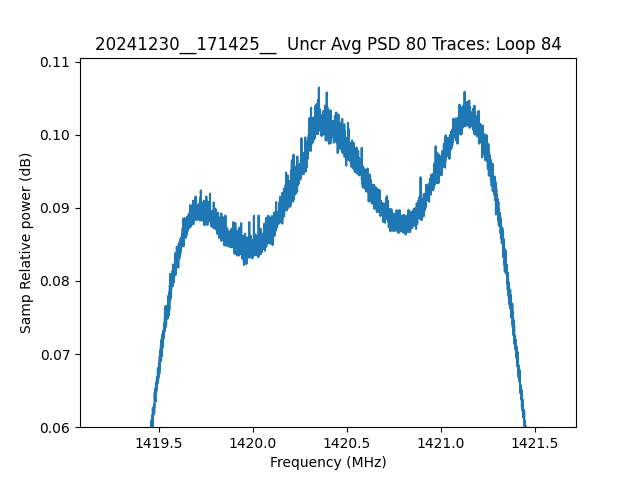 20241230__171425__  Uncr Avg PSD 80 Traces: Loop 84
Samp Relative power (dB)
0.11
0.10
0.09
0.08
0.07
0.06
1419.5 1420.0 1420.5 1421.0 1421.5
Frequency (MHz)